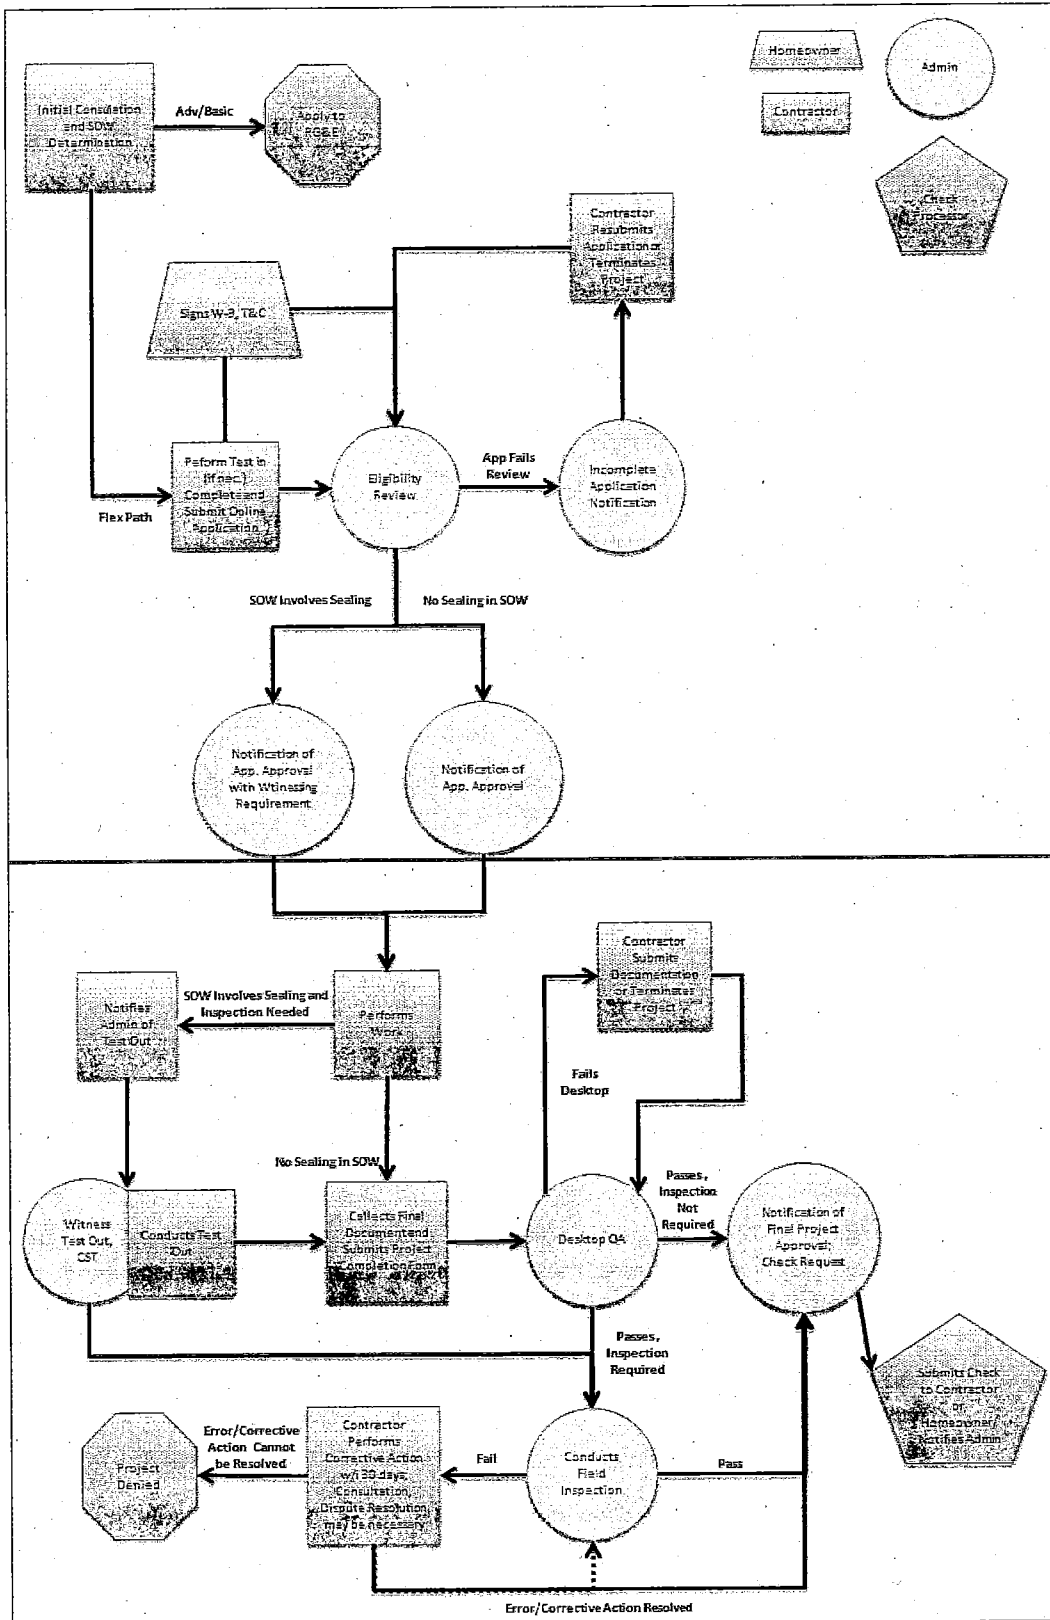 Homeowner
Admin
Contractor
Check
Processor
Initial Consulation
and SOW
Determination
Adv/Basic
Apply to
Contractor
Resubmits
Application or
Terminates
Project
Signs W-9, T&C
Peform Test in
(if nec.)
Complete and
Submit Online
Application
Flex Path
Eligibility
Review
App Fails
Review
Incomplete
Application
Notification
SOW Involves Sealing
No Sealing in SOW
Notification of
App. Approval
with Wtinessing
Requirement
Notification of
App. Approval
Notifies
Admin of
Test Out
SOW Involves Sealing and
Inspection Needed
Performs
Work
Contractor
Submits
Documentation
or Terminates
Project
Fails
Desktop
No Sealing in SOW
Witness
Test Out,
CST
Conducts Test
Out
Collects Final
Document and
Submits Project
Completion Form
Desktop QA
Passes,
Inspection
Not
Required
Notification of
Final Project
Approval;
Check Request
Passes,
Inspection
Required
Submits Check
to Contractor
or
Homeowner/
Notifies Admin
Project
Denied
Error/Corrective
Action Cannot
be Resolved
Contractor
Performs
Corrective Action
w/i 30 days,
Consultation,
Dispute Resolution
may be necessary
Fail
Conducts
Field
Inspection
Pass
Error/Corrective Action Resolved